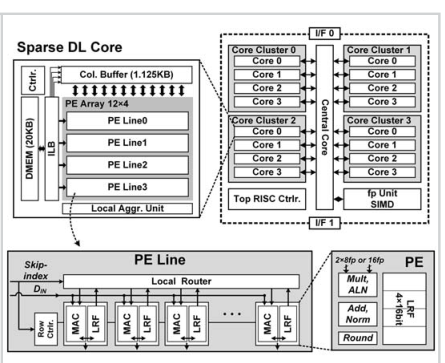 I/F 0
Sparse DL Core
Ctrlr.
Col. Buffer (1.125KB)
DMEM (20KB)
ILB
PE Array 12×4
PE Line0
PE Line1
PE Line2
PE Line3
Local Aggr. Unit
Core Cluster 0
Core 0
Core 1
Core 2
Core 3
Core Cluster 1
Core 0
Core 1
Core 2
Core 3
Central Core
Core Cluster 2
Core 0
Core 1
Core 2
Core 3
Core Cluster 3
Core 0
Core 1
Core 2
Core 3
Top RISC Ctrlr.
fp Unit
SIMD
I/F 1
PE Line
Skip-
index
Local Router
DIN
Row
Ctrlr.
MAC
LRF
MAC
LRF
MAC
LRF
...
MAC
LRF
2×8fp or 16fp
PE
Mult,
ALN
Add,
Norm
Round
LRF
4×16bit